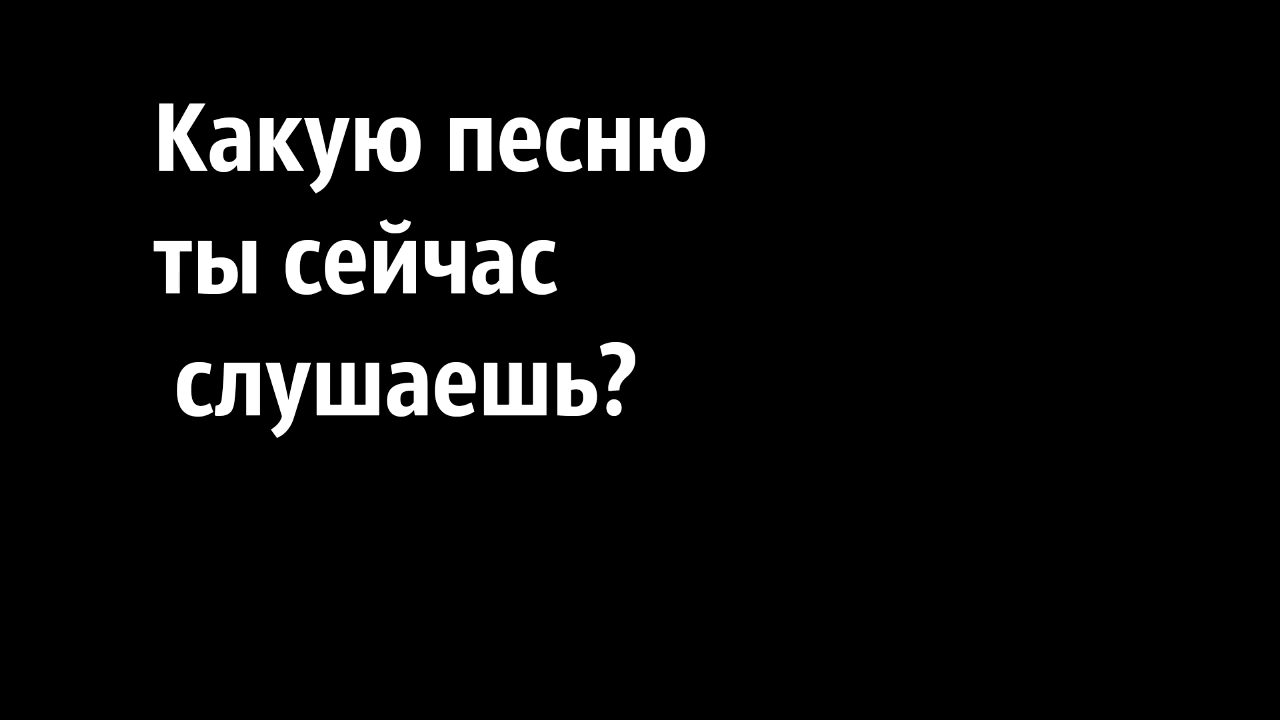 Какую песню
ты сейчас
слушаешь?